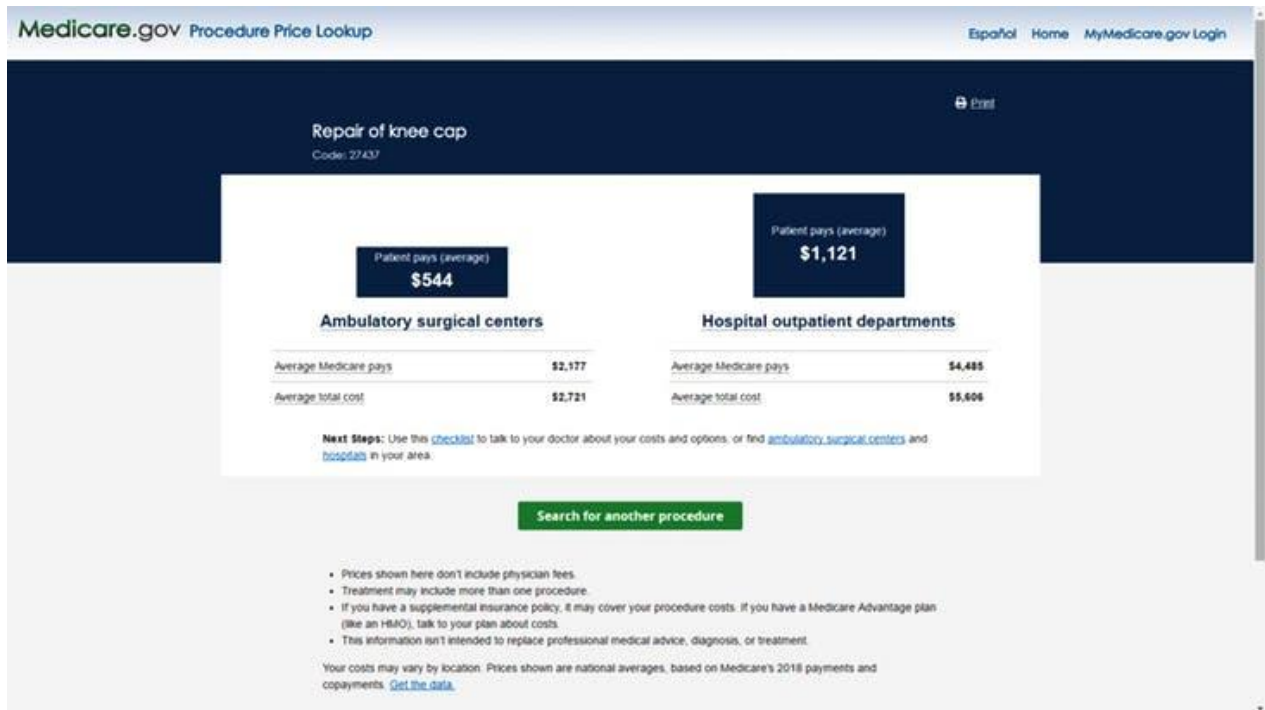 Medicare.gov Procedure Price Lookup
Español Home MyMedicare.gov Login
Print
Repair of knee cap
Code: 27437
Patient pays (average)
$544
Ambulatory surgical centers
Average Medicare pays $2,177
Average total cost $2,721
Patient pays (average)
$1,121
Hospital outpatient departments
Average Medicare pays $4,485
Average total cost $5,606
Next Steps: Use this checklist to talk to your doctor about your costs and options, or find ambulatory surgical centers and
hospitals in your area.
Search for another procedure
• Prices shown here don't include physician fees.
• Treatment may include more than one procedure.
• If you have a supplemental insurance policy, it may cover your procedure costs. If you have a Medicare Advantage plan
(like an HMO), talk to your plan about costs.
• This information isn't intended to replace professional medical advice, diagnosis, or treatment.
Your costs may vary by location. Prices shown are national averages, based on Medicare's 2018 payments and
copayments. Get the data.